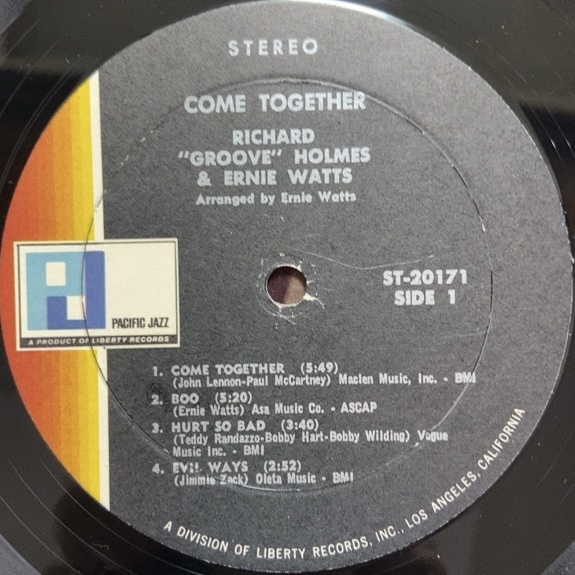 STEREO
COME TOGETHER
RICHARD
"GROOVE" HOLMES
& ERNIE WATTS
Arranged by Ernie Watts
ST-20171
SIDE 1
PJ
PACIFIC JAZZ
A PRODUCT OF LIBERTY RECORDS
1. COME TOGETHER (5:49)
(John Lennon-Paul McCartney) Maclen Music, Inc. - BMI
2. BOO (5:20)
(Ernie Watts) Asa Music Co. - ASCAP
3. HURT SO BAD (3:40)
(Teddy Randazzo-Bobby Hart-Bobby Wilding) Vogue
Music Inc. - BMI
4. EVIL WAYS (2:52)
(Jimmie Zack) Oleta Music - BMI
A DIVISION OF LIBERTY RECORDS, INC., LOS ANGELES, CALIFORNIA